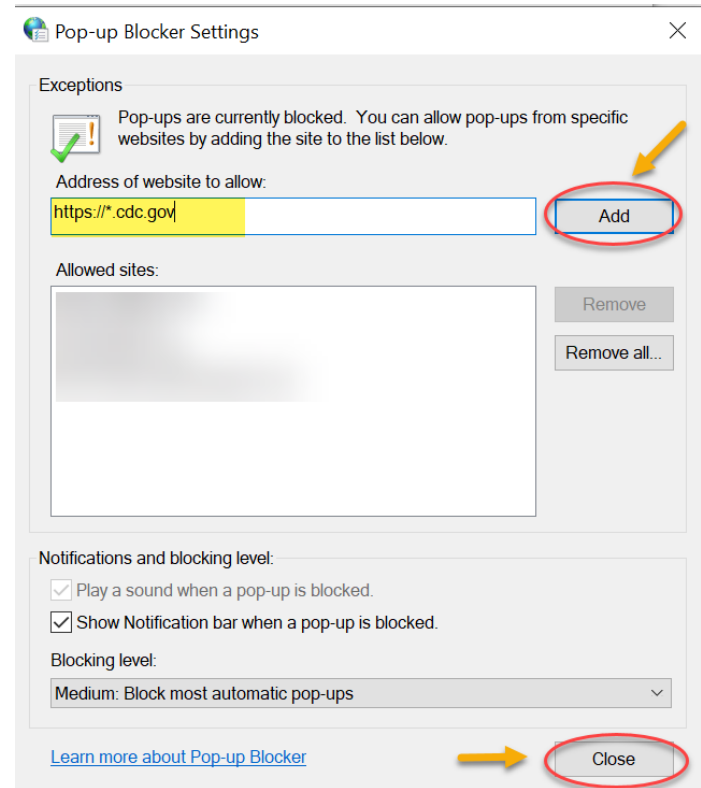 Pop-up Blocker Settings
Exceptions
Pop-ups are currently blocked. You can allow pop-ups from specific
websites by adding the site to the list below.
Address of website to allow:
https://*.cdc.gov
Add
Allowed sites:
Remove
Remove all...
Notifications and blocking level:
Play a sound when a pop-up is blocked.
Show Notification bar when a pop-up is blocked.
Blocking level:
Medium: Block most automatic pop-ups
Learn more about Pop-up Blocker
Close